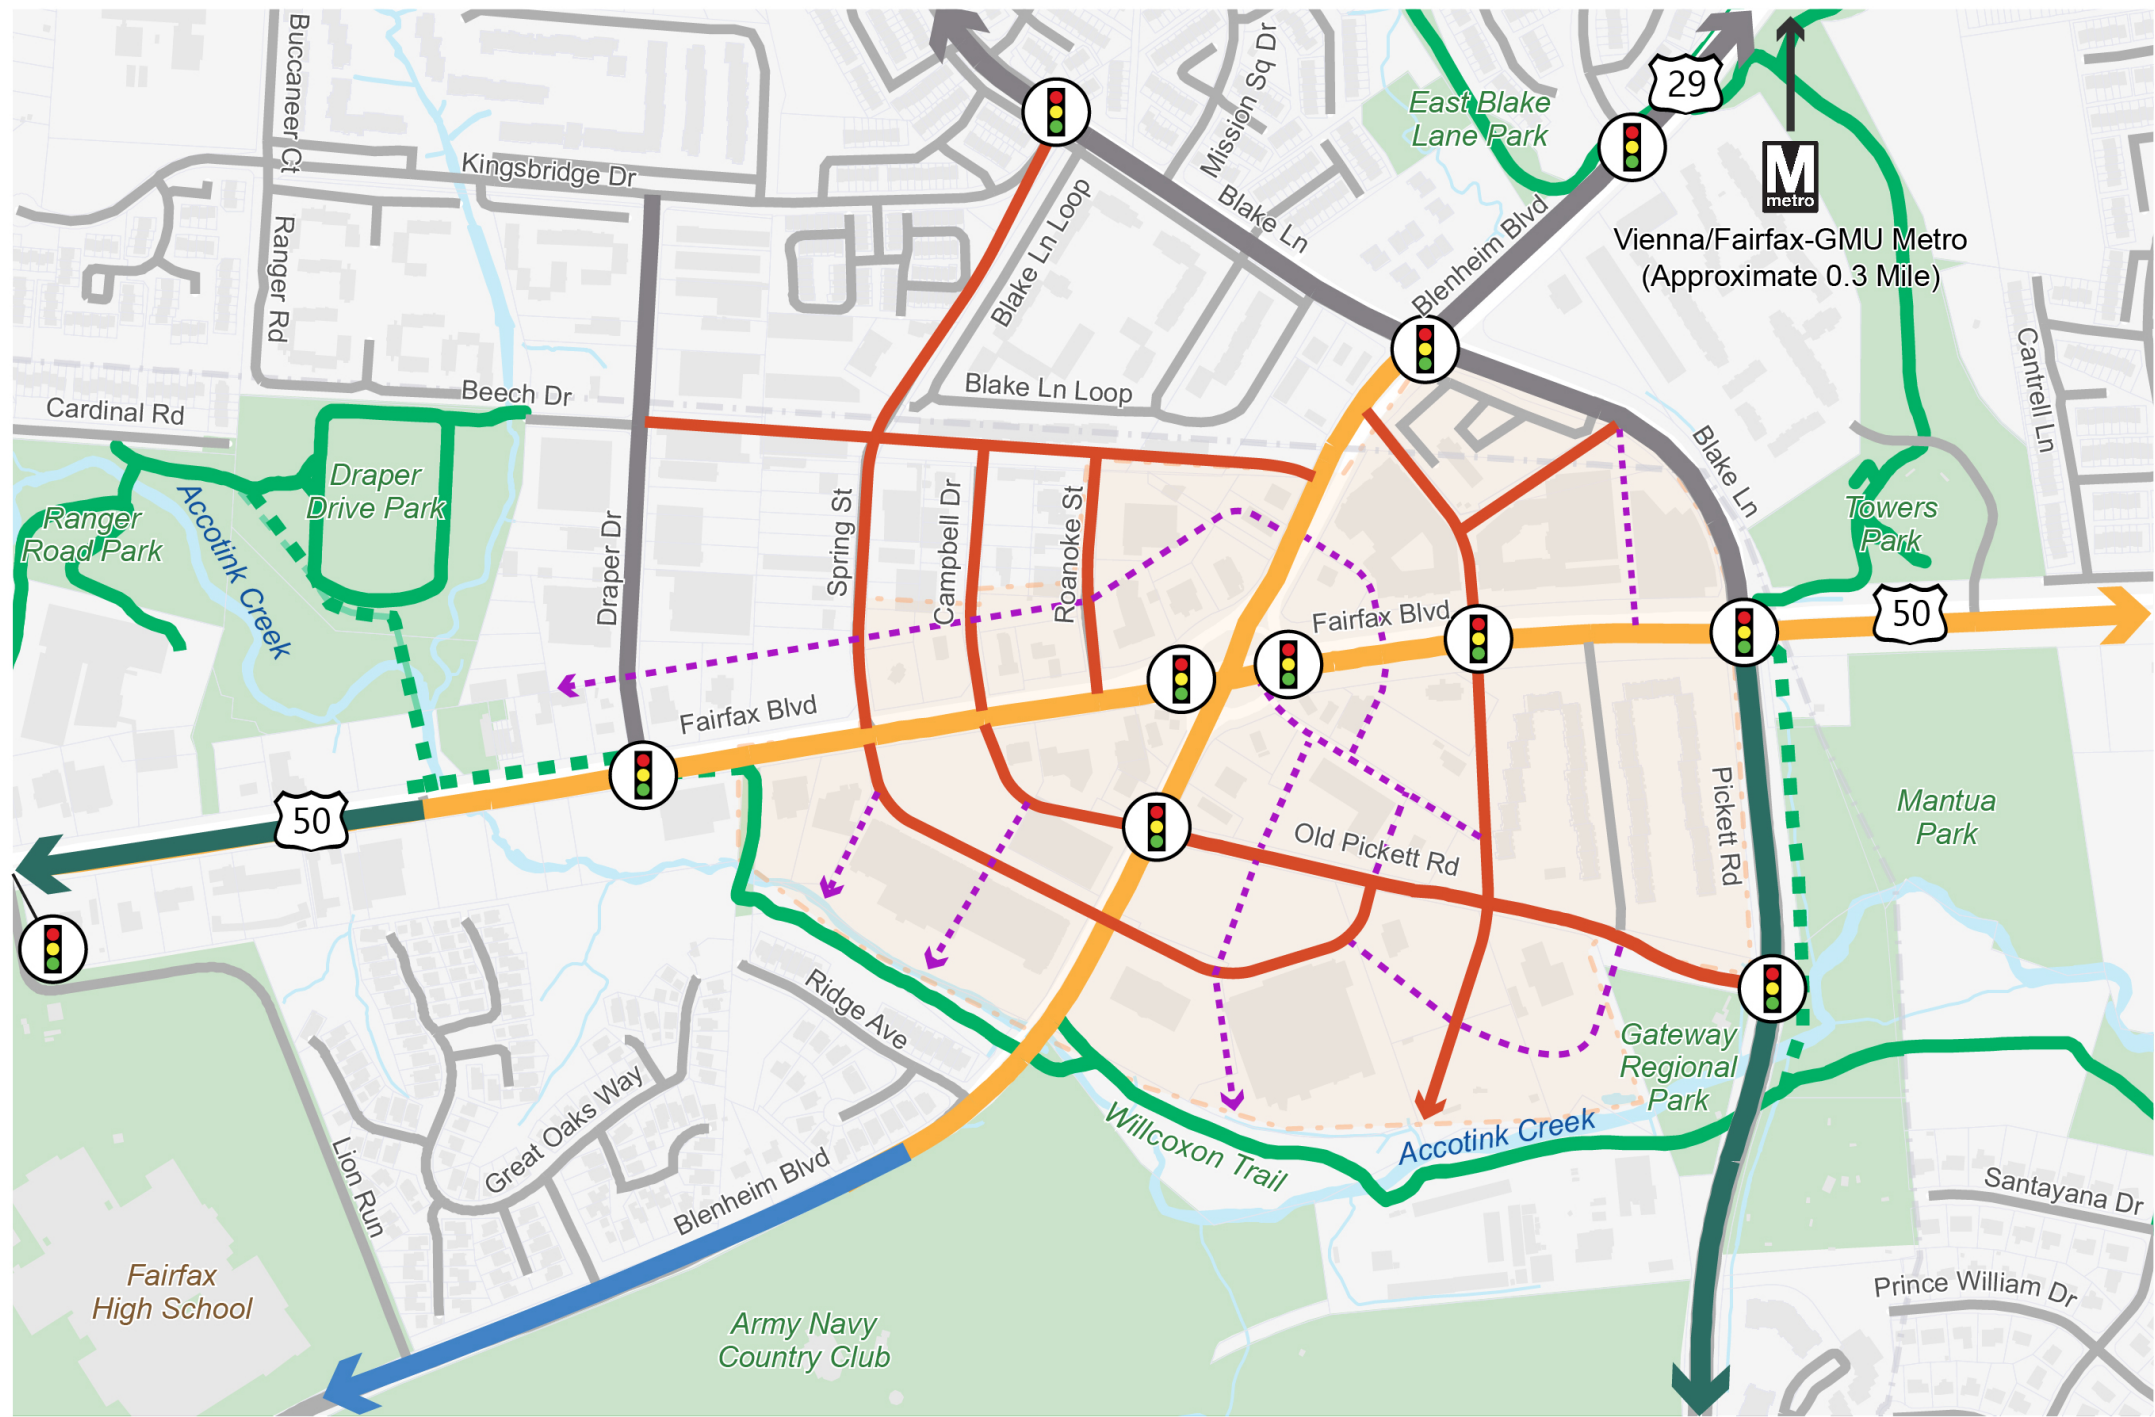 Buccaneer Ct
Mission Sq Dr
29
East Blake
Lane Park
Kingsbridge Dr
M
metro
Blake Ln
Blenheim Blvd
Vienna/Fairfax-GMU Metro
(Approximate 0.3 Mile)
Ranger Rd
Blake Ln Loop
Cantrell Ln
Beech Dr
Blake Ln Loop
Cardinal Rd
Blake Ln
Draper
Drive Park
Ranger
Road Park
Accotink Creek
Draper Dr
Spring St
Campbell Dr
Roanoke St
Towers
Park
Fairfax Blvd
50
Fairfax Blvd
50
Pickett Rd
Mantua
Park
Old Pickett Rd
Ridge Ave
Gateway
Regional
Park
Great Oaks Way
Willcoxon Trail
Accotink Creek
Lion Run
Blenheim Blvd
Santayana Dr
Fairfax
High School
Prince William Dr
Army Navy
Country Club